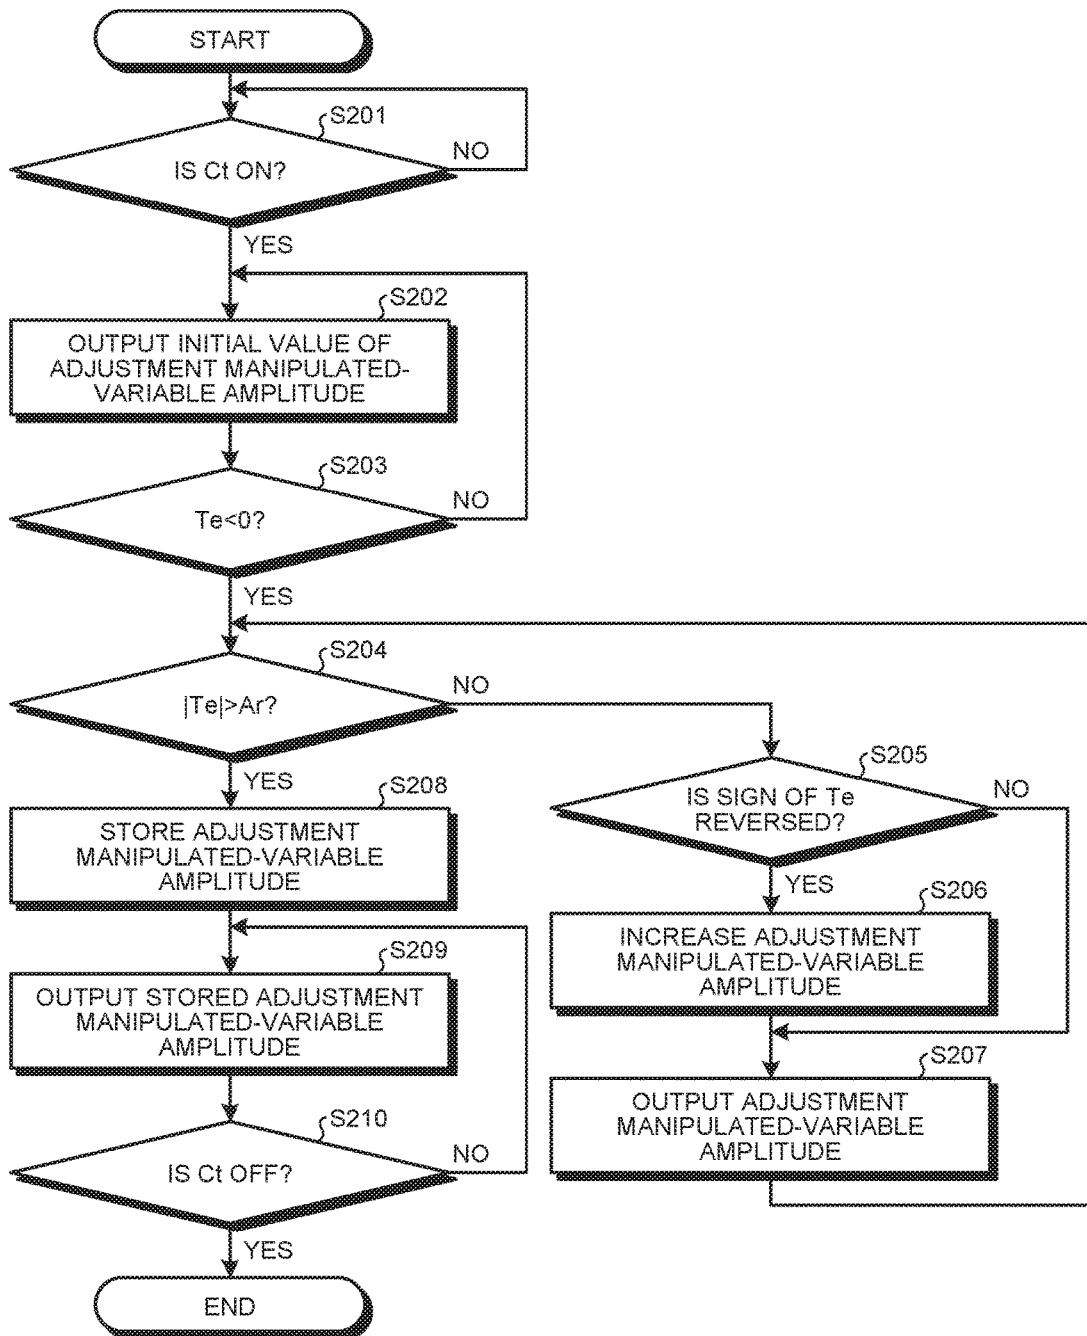 START
S201
IS Ct ON?
NO
YES
S202
OUTPUT INITIAL VALUE OF
ADJUSTMENT MANIPULATED-
VARIABLE AMPLITUDE
S203
Te<0?
NO
YES
S204
|Te|>Ar?
NO
YES
S205
IS SIGN OF Te
REVERSED?
NO
YES
S206
INCREASE ADJUSTMENT
MANIPULATED-VARIABLE
AMPLITUDE
S207
OUTPUT ADJUSTMENT
MANIPULATED-VARIABLE
AMPLITUDE
S208
STORE ADJUSTMENT
MANIPULATED-VARIABLE
AMPLITUDE
S209
OUTPUT STORED ADJUSTMENT
MANIPULATED-VARIABLE
AMPLITUDE
S210
IS Ct OFF?
NO
YES
END